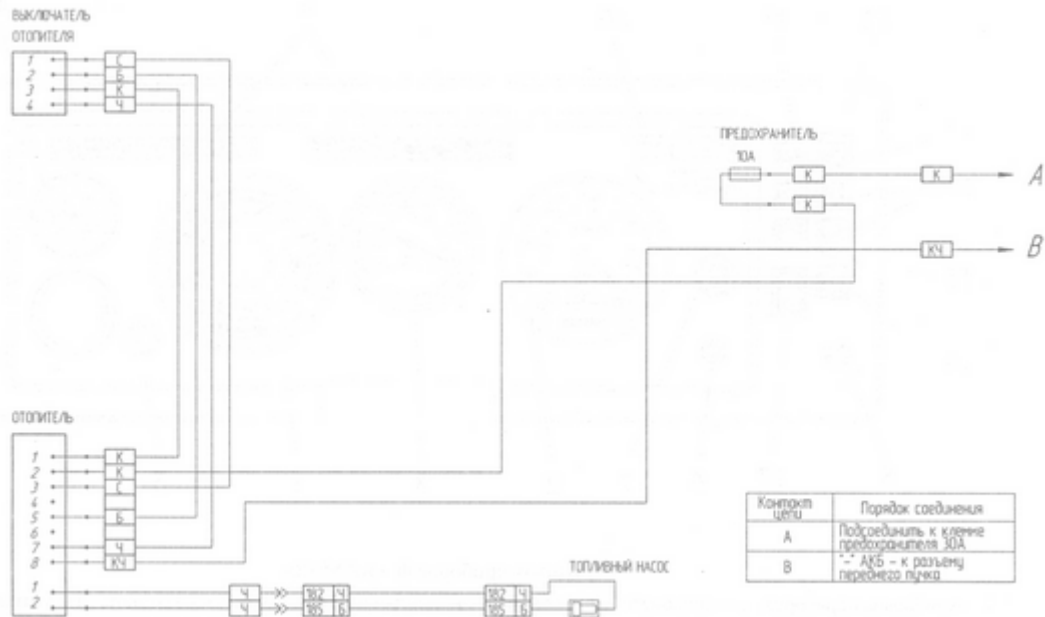 ВЫКЛЮЧАТЕЛЬ
ОТОПИТЕЛЯ
1 С
2 Б
3 К
4 Ч
ПРЕДОХРАНИТЕЛЬ
10А
К К А
К
КЧ В
ОТОПИТЕЛЬ
1 К
2 К
3 С
4
5 Б
6
7 Ч
8 КЧ
ТОПЛИВНЫЙ НАСОС
1 Ч 182 Ч 182 Ч
2 Ч 185 Б 185 Б
Контакт цепи Порядок соединения
А Подсоединить к клемме
предохранителя 30А
В "-" АКБ - к разъему
переднего пучка